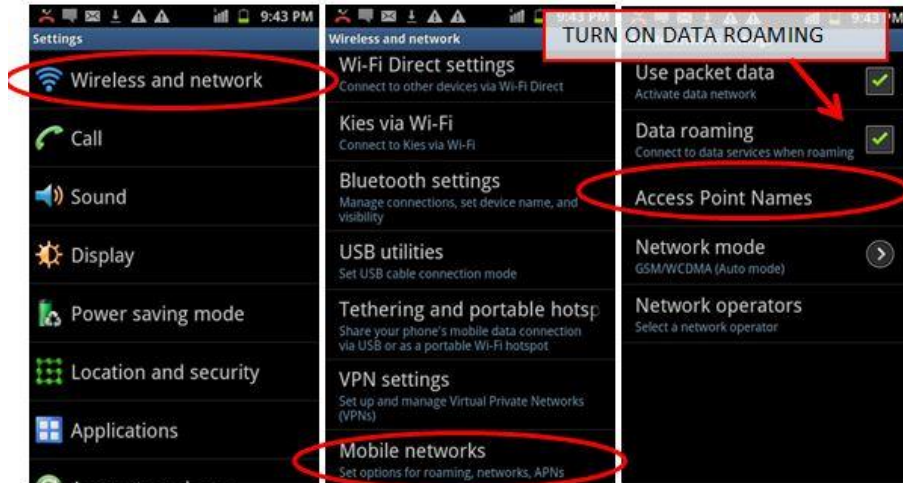 9:43 PM
Settings
Wireless and network
Call
Sound
Display
Power saving mode
Location and security
Applications
9:43 PM
Wireless and network
Wi-Fi Direct settings
Connect to other devices via Wi-Fi Direct
Kies via Wi-Fi
Connect to Kies via Wi-Fi
Bluetooth settings
Manage connections, set device name, and
visibility
USB utilities
Set USB cable connection mode
Tethering and portable hotsp
Share your phone's mobile data connection
via USB or as a portable Wi-Fi hotspot
VPN settings
Set up and manage Virtual Private Networks
(VPNs)
Mobile networks
Set options for roaming, networks, APNs
9:43 PM
TURN ON DATA ROAMING
Use packet data
Activate data network
Data roaming
Connect to data services when roaming
Access Point Names
Network mode
GSM/WCDMA (Auto mode)
Network operators
Select a network operator